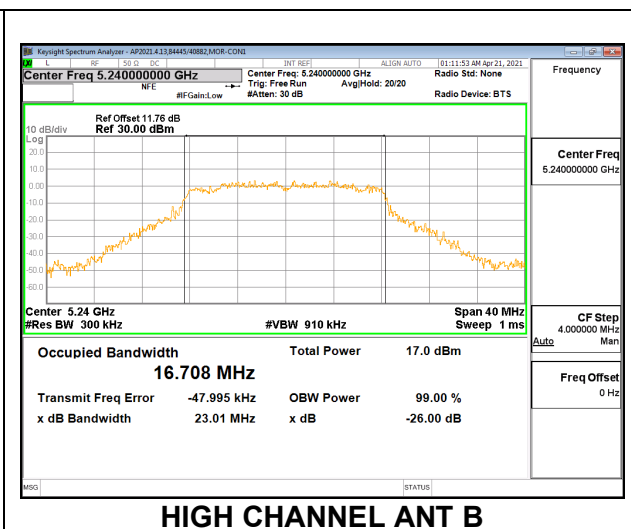 Keysight Spectrum Analyzer - AP2021.4.13,84445/40882,MOR-CON1
L RF 50 Ω DC INT REF ALIGN AUTO 01:11:53 AM Apr 21, 2021
Center Freq 5.240000000 GHz
NFE
#IFGain:Low
Center Freq: 5.240000000 GHz
Trig: Free Run Avg|Hold: 20/20
#Atten: 30 dB
Radio Std: None
Radio Device: BTS
Frequency
Ref Offset 11.76 dB
10 dB/div Ref 30.00 dBm
Log
20.0
10.0
0.00
-10.0
-20.0
-30.0
-40.0
-50.0
-60.0
Center 5.24 GHz Span 40 MHz
#Res BW 300 kHz #VBW 910 kHz Sweep 1 ms
Center Freq
5.240000000 GHz
CF Step
4.000000 MHz
Auto Man
Freq Offset
0 Hz
Occupied Bandwidth Total Power 17.0 dBm
16.708 MHz
Transmit Freq Error -47.995 kHz OBW Power 99.00 %
x dB Bandwidth 23.01 MHz x dB -26.00 dB
MSG STATUS
HIGH CHANNEL ANT B